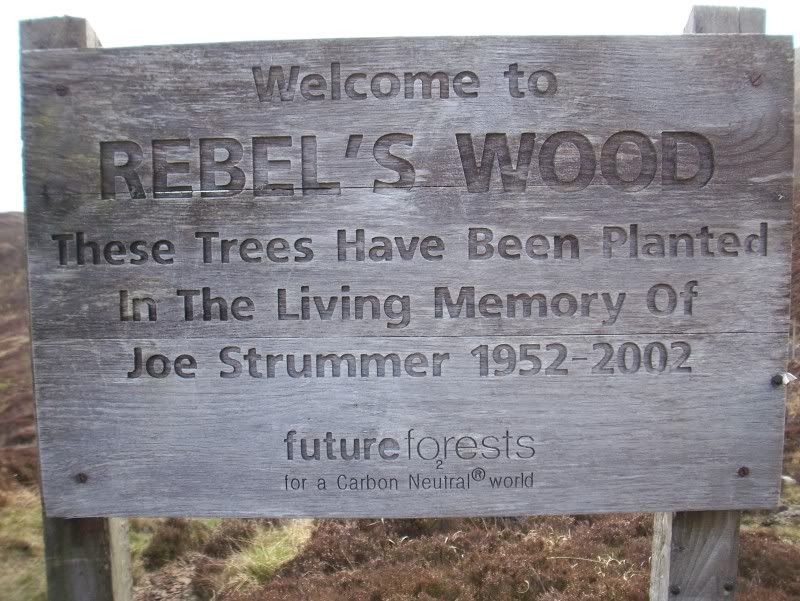 Welcome to
REBEL'S WOOD
These Trees Have Been Planted
In The Living Memory Of
Joe Strummer 1952-2002
futureforests
2
for a Carbon Neutral® world